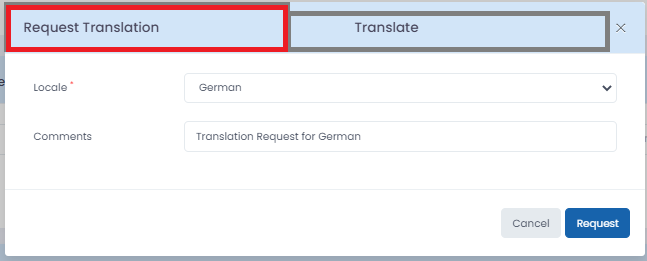 Request Translation Translate
Locale *
German
Comments
Translation Request for German
Cancel Request